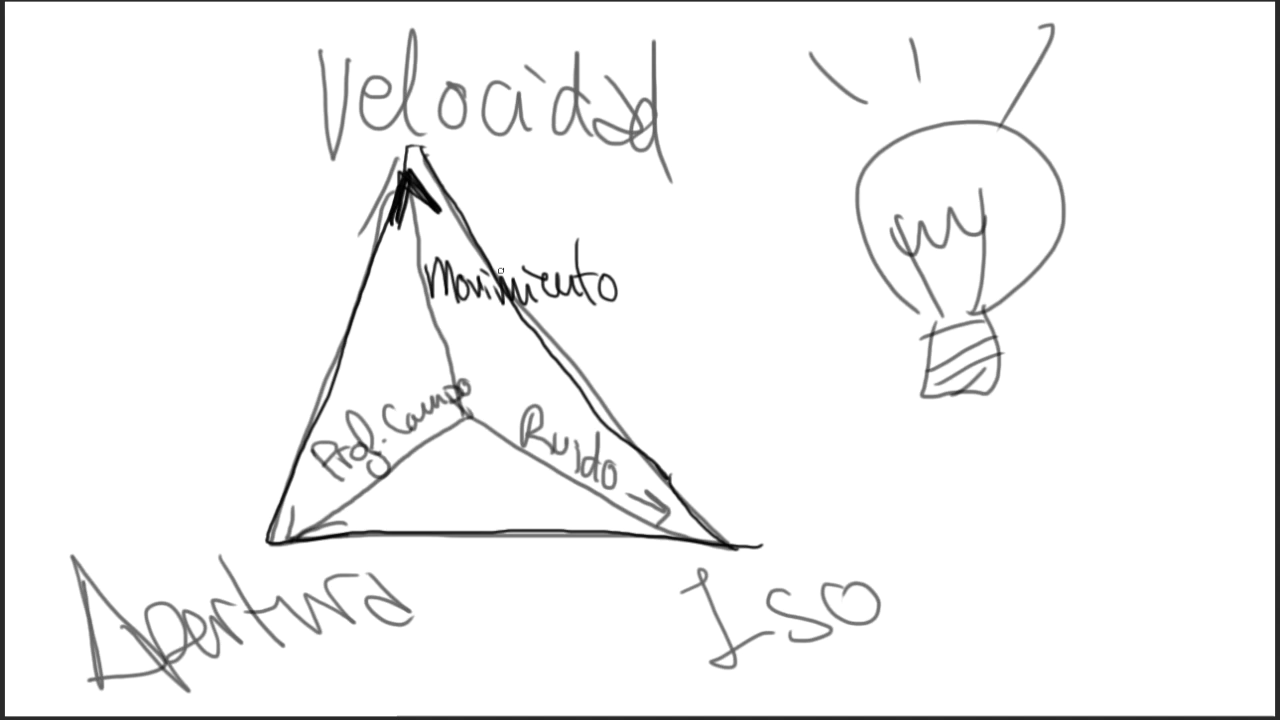 Velocidad
Movimiento
Prof. Campo
Ruido
Apertura
Iso